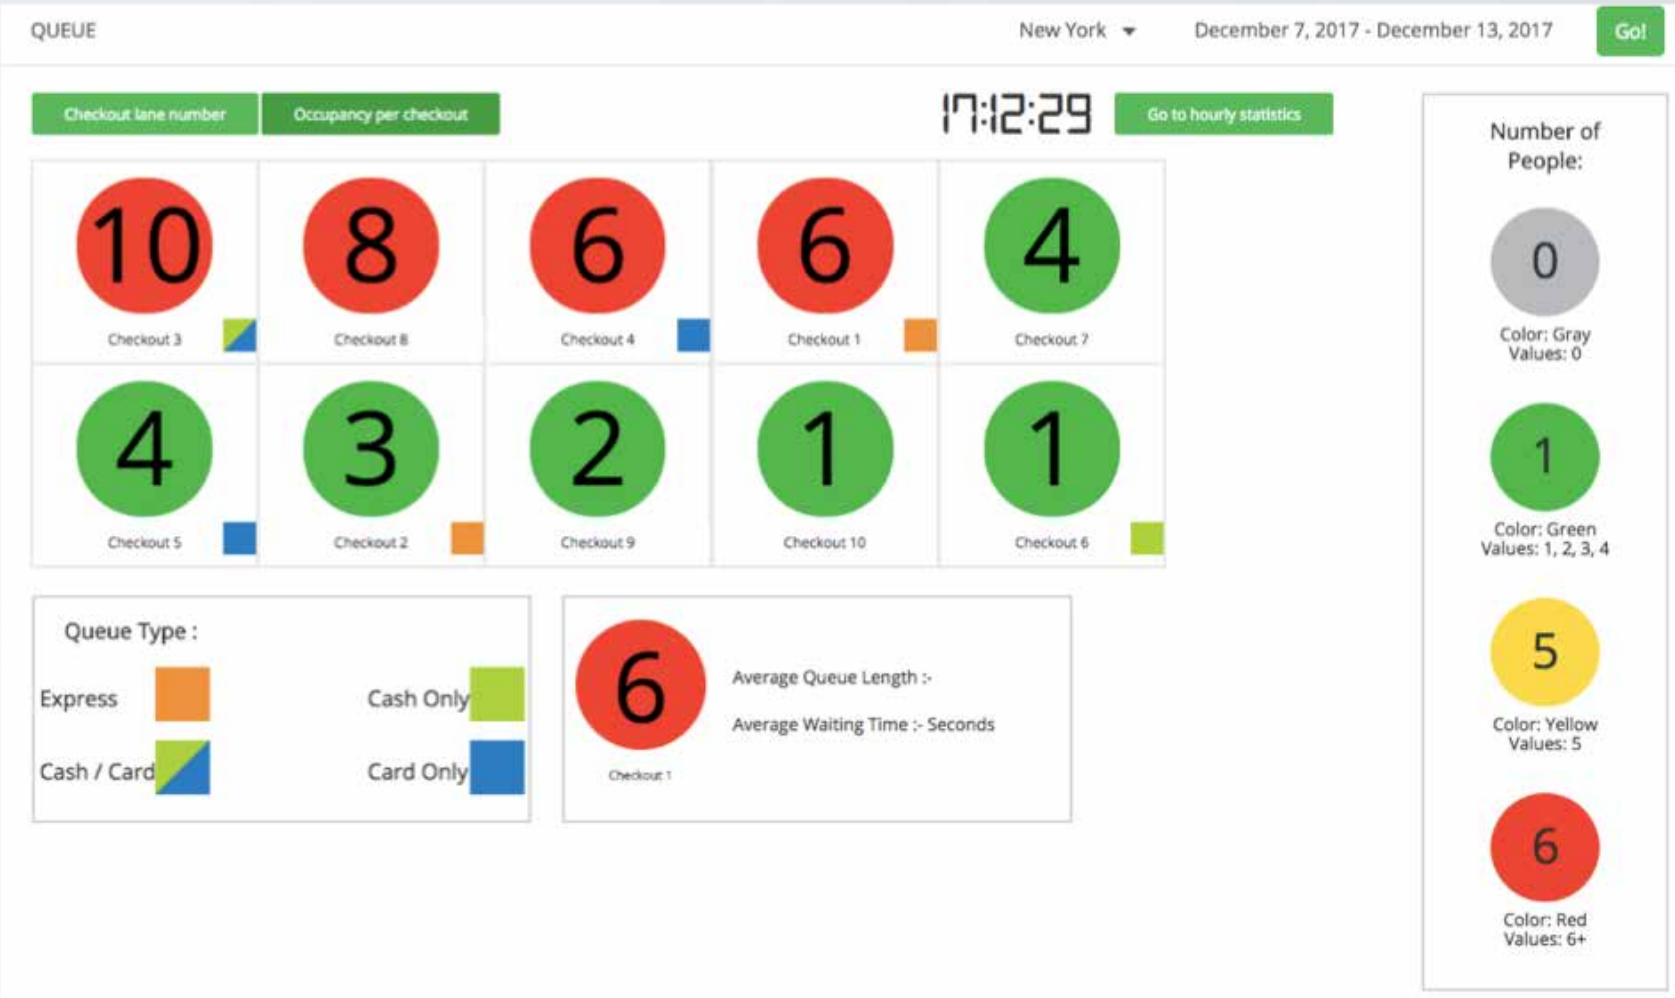 QUEUE
New York
December 7, 2017 - December 13, 2017
Go!
Checkout lane number
Occupancy per checkout
17:12:29
Go to hourly statistics
10
8
6
6
4
Checkout 3
Checkout 8
Checkout 4
Checkout 1
Checkout 7
4
3
2
1
1
Checkout 5
Checkout 2
Checkout 9
Checkout 10
Checkout 6
Queue Type :
Express
Cash Only
Cash / Card
Card Only
6
Checkout 1
Average Queue Length :-
Average Waiting Time :- Seconds
Number of
People:
0
Color: Gray
Values: 0
1
Color: Green
Values: 1, 2, 3, 4
5
Color: Yellow
Values: 5
6
Color: Red
Values: 6+